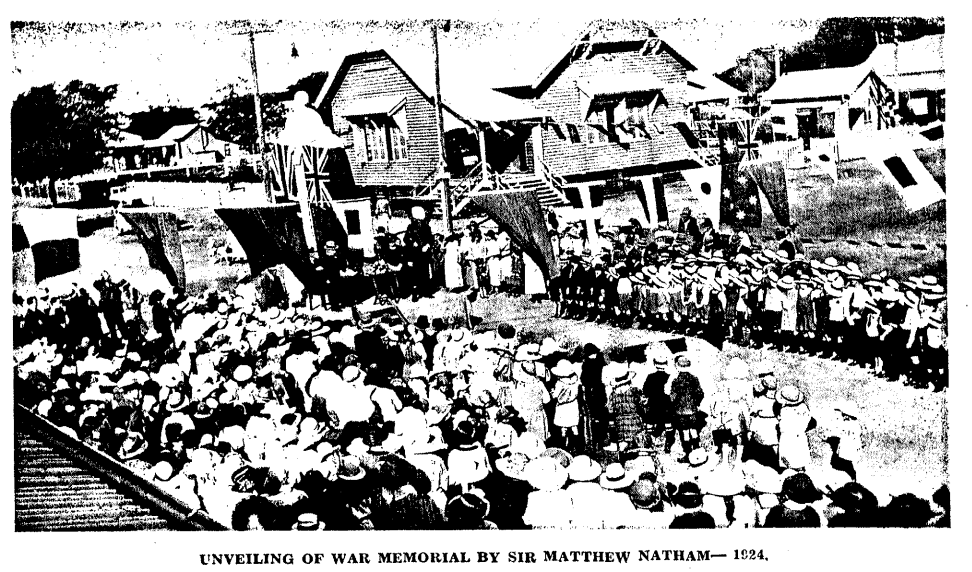 UNVEILING OF WAR MEMORIAL BY SIR MATTHEW NATHAM— 1924.